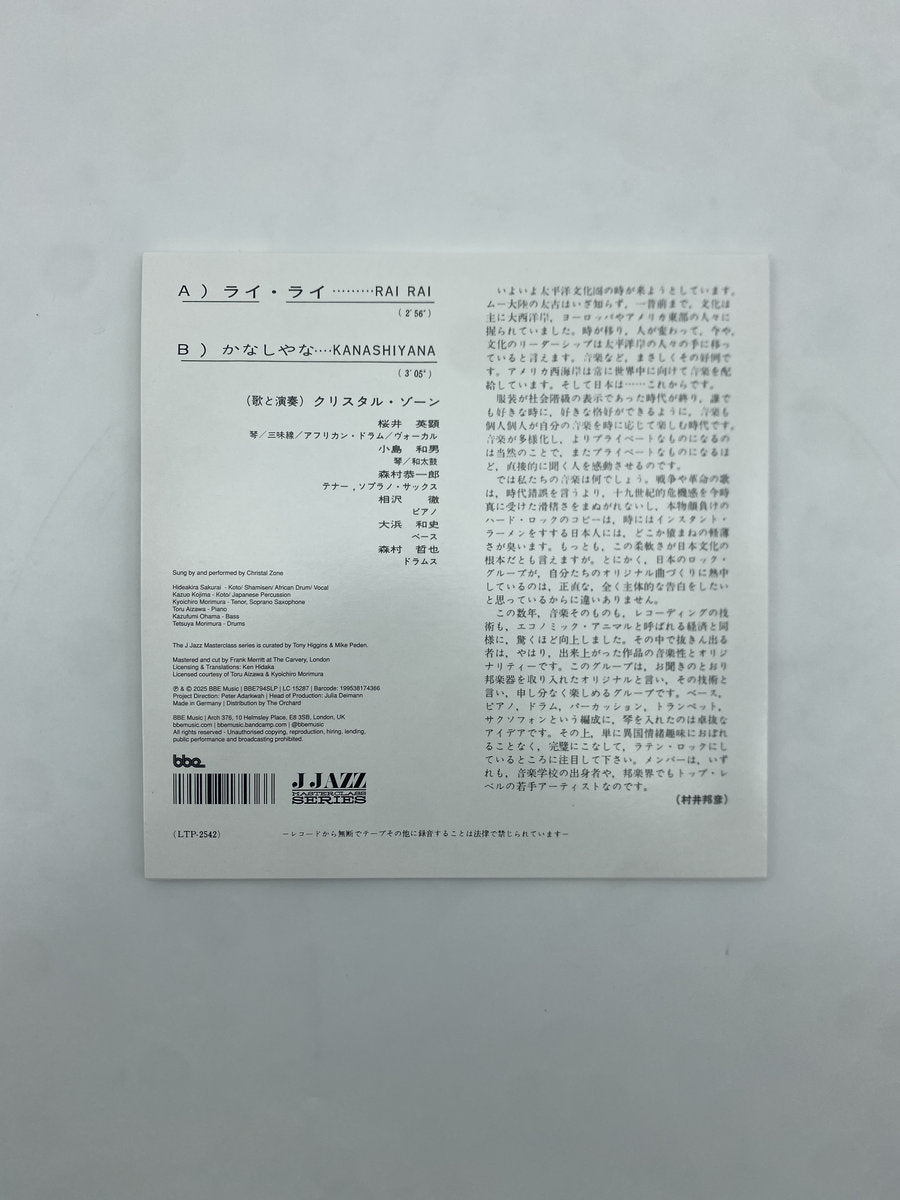 A）ライ・ライ………RAI RAI
（2′56″）
B）かなしやな‥‥KANASHIYANA
（3′05″）
（歌と演奏）クリスタル・ゾーン
桜井　英顕
琴／三味線／アフリカン・ドラム／ヴォーカル
小島　和男
琴／和太鼓
森村恭一郎
テナー，ソプラノ・サックス
相沢　徹
ピアノ
大浜　和史
ベース
森村　哲也
ドラムス
Sung by and performed by Christal Zone
Hideakira Sakurai - Koto/ Shamisen/ African Drum/ Vocal
Kazuo Kojima - Koto/ Japanese Percussion
Kyoichiro Morimura - Tenor, Soprano Saxophone
Toru Aizawa - Piano
Kazufumi Ohama - Bass
Tetsuya Morimura - Drums
The J Jazz Masterclass series is curated by Tony Higgins & Mike Peden.
Mastered and cut by Frank Merritt at The Carvery, London
Licensing & Translations: Ken Hidaka
Licensed courtesy of Toru Aizawa & Kyoichiro Morimura
℗ & © 2025 BBE Music | BBE794SLP | LC 15287 | Barcode: 199538174366
Project Direction: Peter Adarkwah | Head of Production: Julia Deimann
Made in Germany | Distribution by The Orchard
BBE Music | Arch 376, 10 Helmsley Place, E8 3SB, London, UK
bbemusic.com | bbemusic.bandcamp.com | @bbemusic
All rights reserved - Unauthorised copying, reproduction, hiring, lending,
public performance and broadcasting prohibited.
bbe
J JAZZ
MASTERCLASS
SERIES
(LTP-2542)
－レコードから無断でテープその他に録音することは法律で禁じられています－
いよいよ太平洋文化圏の時が来ようとしています。
ムー大陸の太古はいざ知らず，一昔前まで，文化は
主に大西洋岸，ヨーロッパやアメリカ東部の人々に
握られていました。時が移り，人が変わって，今や，
文化のリーダーシップは太平洋岸の人々の手に移っ
ていると言えます。音楽など，まさしくその好例で
す。アメリカ西海岸は常に世界中に向けて音楽を配
給しています。そして日本は……これからです。
服装が社会階級の表示であった時代が終り，誰で
も好きな時に，好きな格好ができるように，音楽も
個人個人が自分の音楽を時に応じて楽しむ時代です。
音楽が多様化し，よりプライベートなものになるの
は当然のことで，またプライベートなものになるほ
ど，直接的に聞く人を感動させるのです。
では私たちの音楽は何でしょう。戦争や革命の歌
は，時代錯誤を言うより，十九世紀的危機感を今時
真に受けた滑稽さをまぬがれないし，本物顔負けの
ハード・ロックのコピーは，時にはインスタント・
ラーメンをすする日本人には，どこか猿まねの軽薄
さが臭います。もっとも，この柔軟さが日本文化の
根本だとも言えますが。とにかく，日本のロック・
グループが，自分たちのオリジナル曲づくりに熱中
しているのは，正直な，全く主体的な告白をしたい
と思っているからに違いありません。
この数年，音楽そのものも，レコーディングの技
術も，エコノミック・アニマルと呼ばれる経済と同
様に，驚くほど向上しました。その中で抜きん出る
者は，やはり，出来上がった作品の音楽性とオリジ
ナリティーです。このグループは，お聞きのとおり
邦楽器を取り入れたオリジナルと言い，その技術と
言い，申し分なく楽しめるグループです。ベース，
ピアノ，ドラム，パーカッション，トランペット，
サクソフォンという編成に，琴を入れたのは卓抜な
アイデアです。その上，単に異国情緒趣味におぼれ
ることなく，完璧にこなして，ラテン・ロックにし
ているところに注目して下さい。メンバーは，いず
れも，音楽学校の出身者や，邦楽界でもトップ・レ
ベルの若手アーティストなのです。
（村井邦彦）